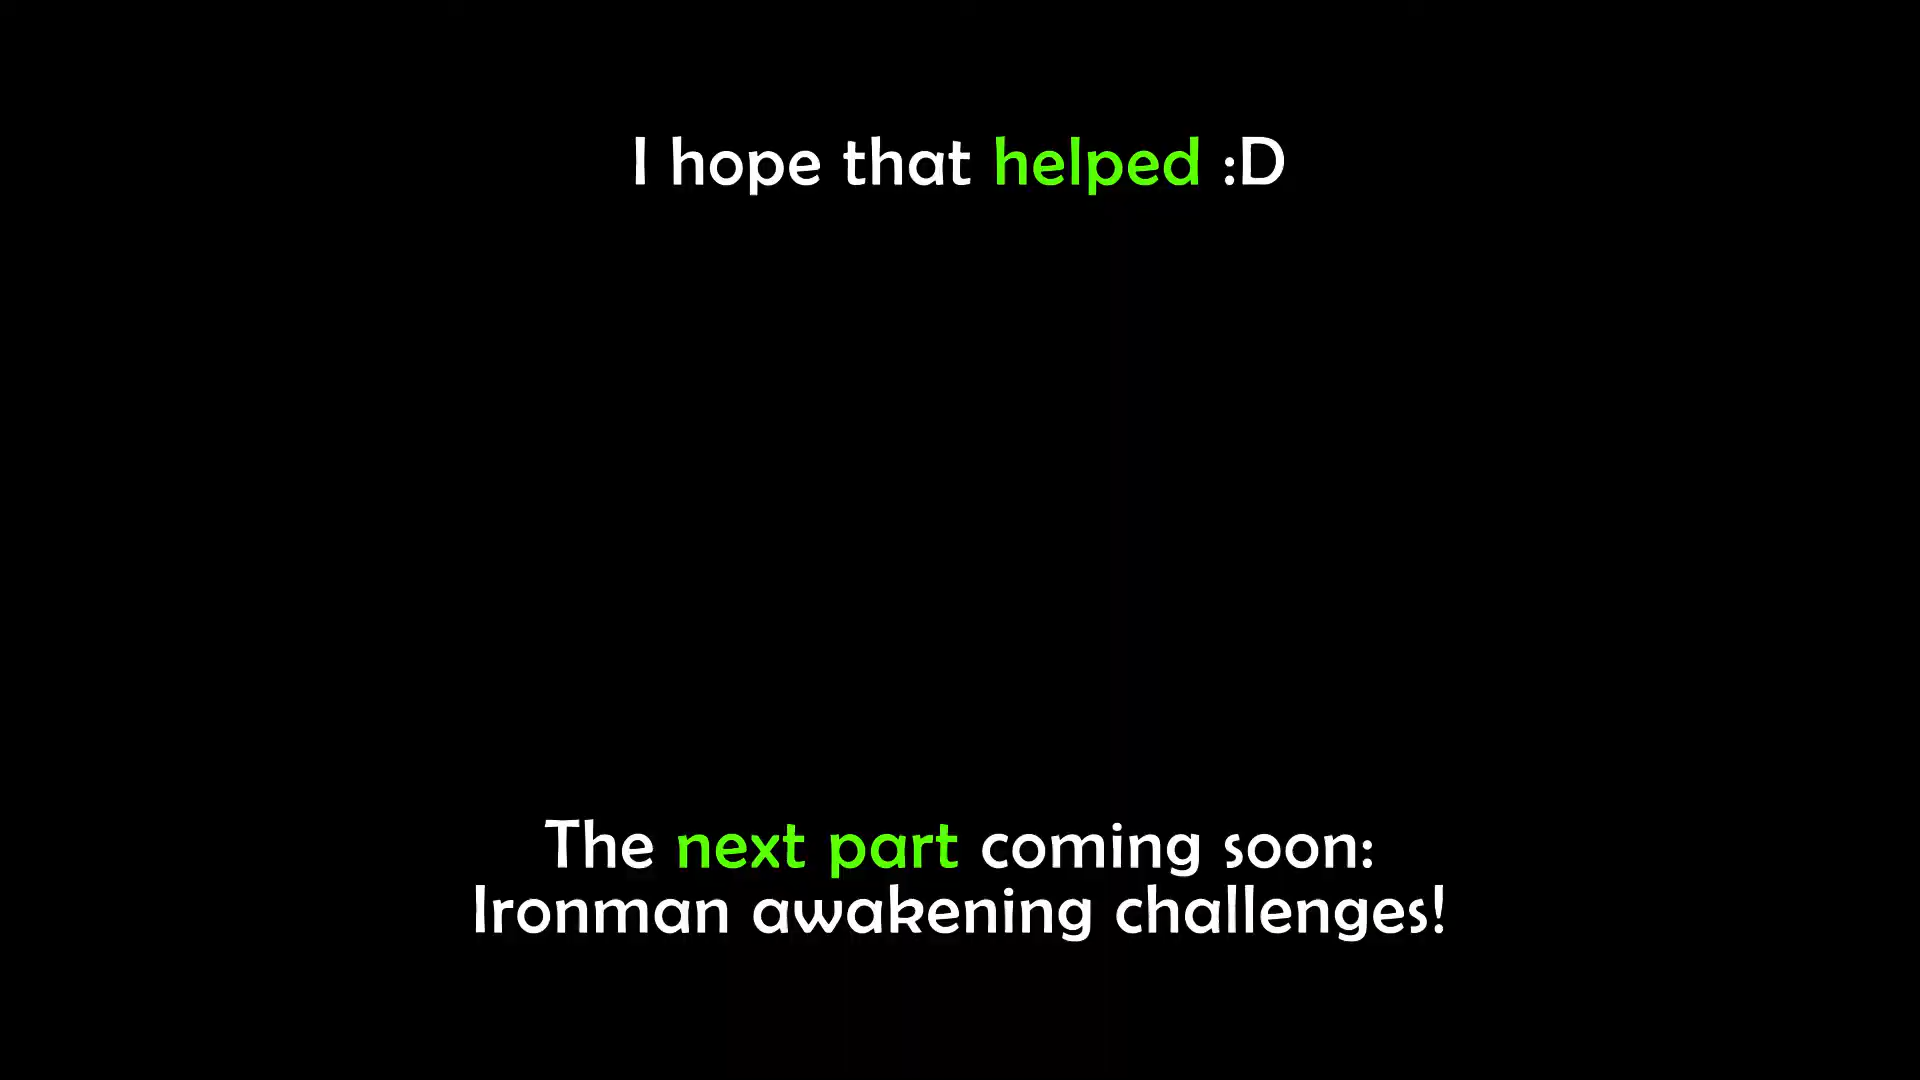 I hope that helped :D
The next part coming soon:
Ironman awakening challenges!